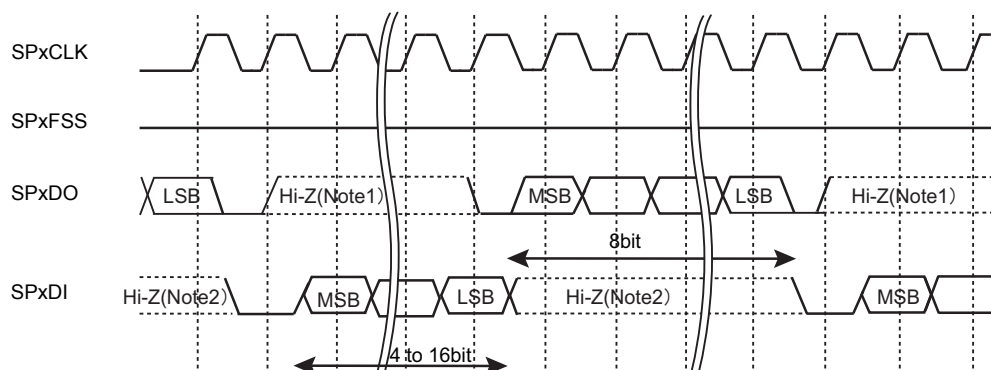 SPxCLK
SPxFSS
SPxDO
LSB
Hi-Z(Note1)
MSB
LSB
Hi-Z(Note1)
8bit
SPxDI
Hi-Z(Note2)
MSB
LSB
Hi-Z(Note2)
MSB
4 to 16bit